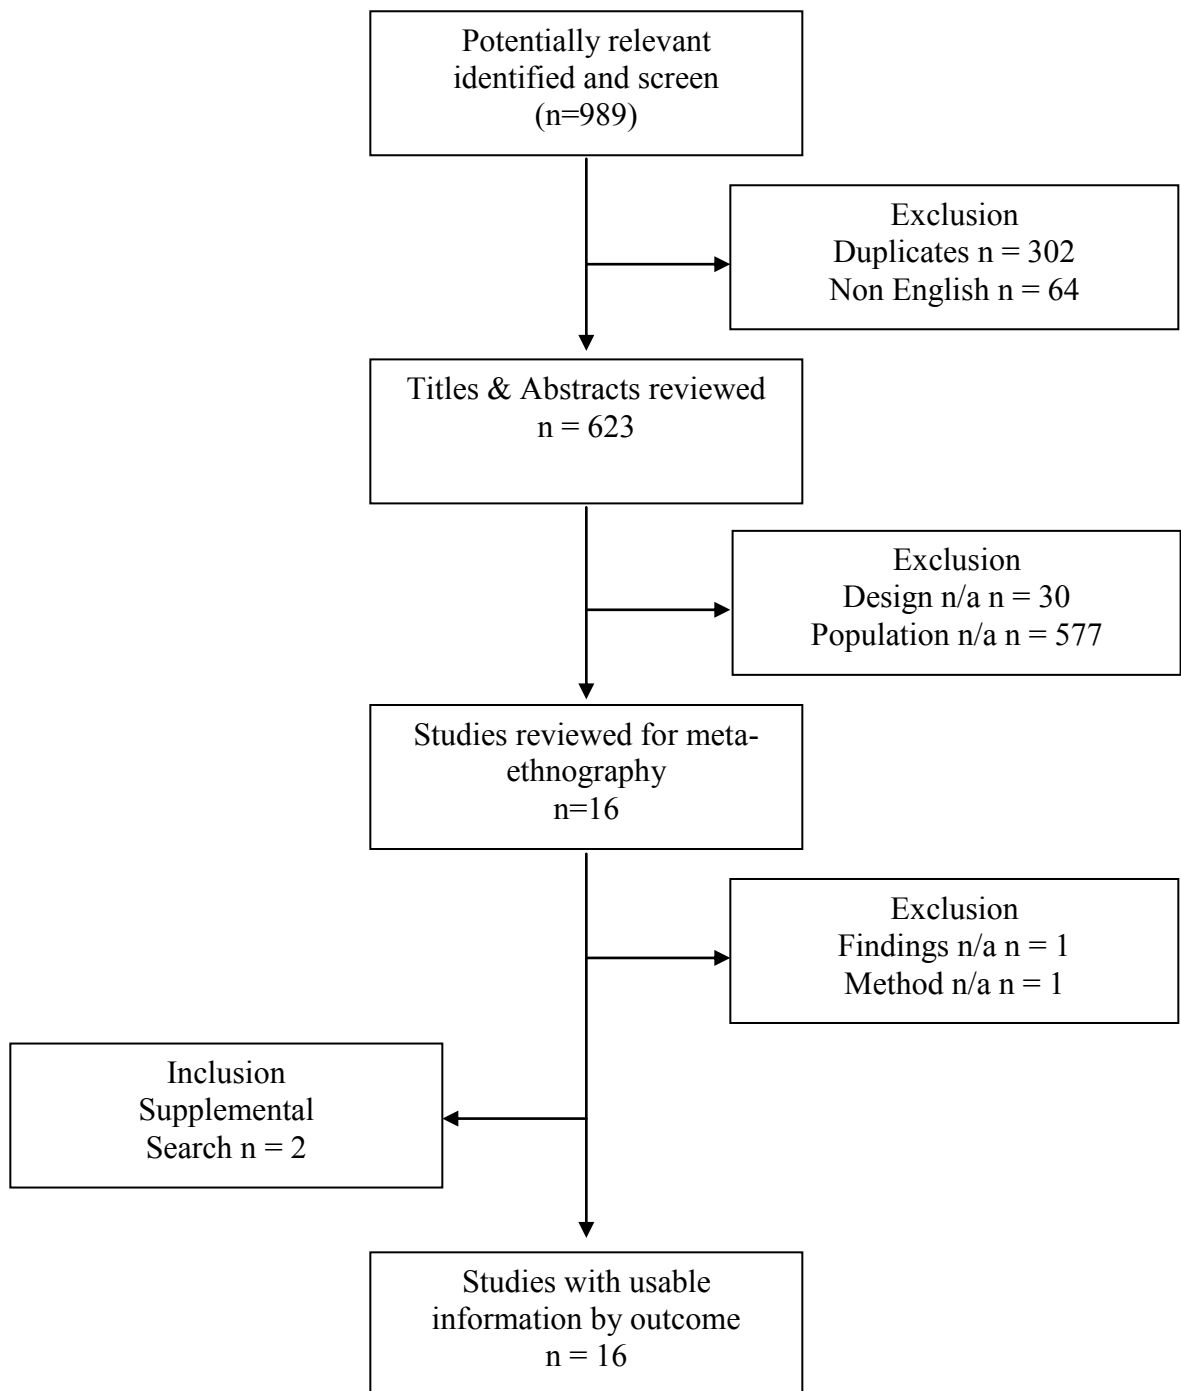 Potentially relevant
identified and screen
(n=989)
Exclusion
Duplicates n = 302
Non English n = 64
Titles & Abstracts reviewed
n = 623
Exclusion
Design n/a n = 30
Population n/a n = 577
Studies reviewed for meta-
ethnography
n=16
Exclusion
Findings n/a n = 1
Method n/a n = 1
Inclusion
Supplemental
Search n = 2
Studies with usable
information by outcome
n = 16